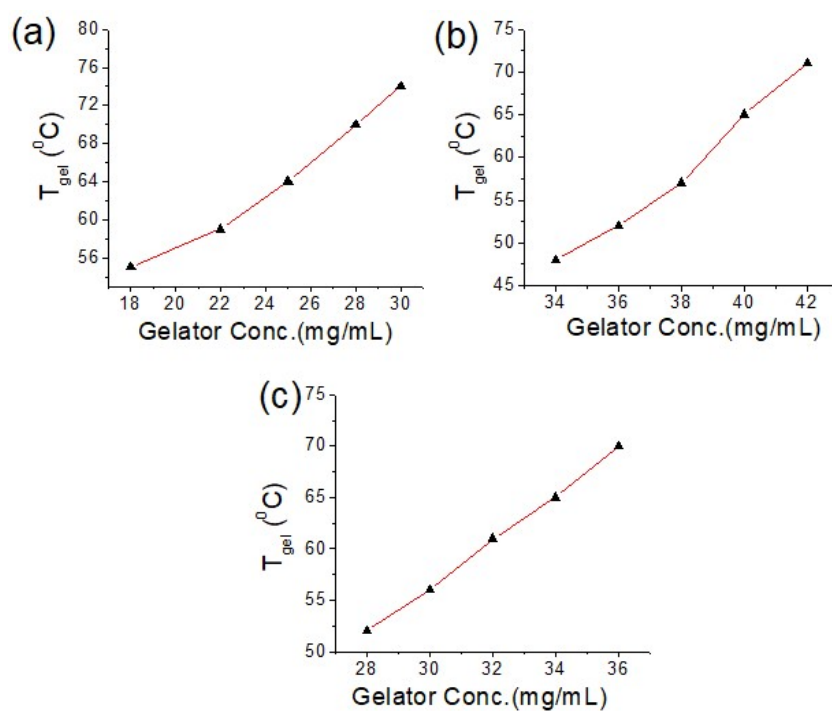 (a)
80
76
72
68
64
60
56
18 20 22 24 26 28 30
T_gel (⁰C)
Gelator Conc.(mg/mL)
(b)
75
70
65
60
55
50
45
34 36 38 40 42
T_gel (⁰C)
Gelator Conc.(mg/mL)
(c)
75
70
65
60
55
50
28 30 32 34 36
T_gel (⁰C)
Gelator Conc.(mg/mL)